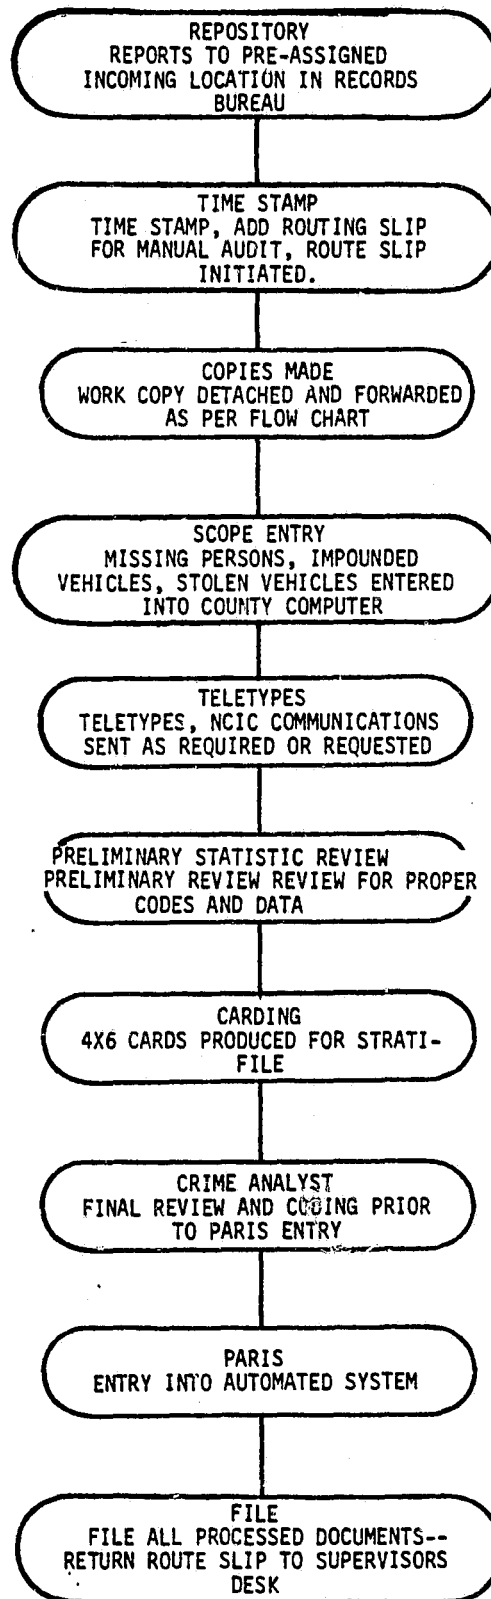 REPOSITORY
REPORTS TO PRE-ASSIGNED
INCOMING LOCATION IN RECORDS
BUREAU
TIME STAMP
TIME STAMP, ADD ROUTING SLIP
FOR MANUAL AUDIT, ROUTE SLIP
INITIATED.
COPIES MADE
WORK COPY DETACHED AND FORWARDED
AS PER FLOW CHART
SCOPE ENTRY
MISSING PERSONS, IMPOUNDED
VEHICLES, STOLEN VEHICLES ENTERED
INTO COUNTY COMPUTER
TELETYPES
TELETYPES, NCIC COMMUNICATIONS
SENT AS REQUIRED OR REQUESTED
PRELIMINARY STATISTIC REVIEW
PRELIMINARY REVIEW REVIEW FOR PROPER
CODES AND DATA
CARDING
4X6 CARDS PRODUCED FOR STRATI-
FILE
CRIME ANALYST
FINAL REVIEW AND CODING PRIOR
TO PARIS ENTRY
PARIS
ENTRY INTO AUTOMATED SYSTEM
FILE
FILE ALL PROCESSED DOCUMENTS--
RETURN ROUTE SLIP TO SUPERVISORS
DESK